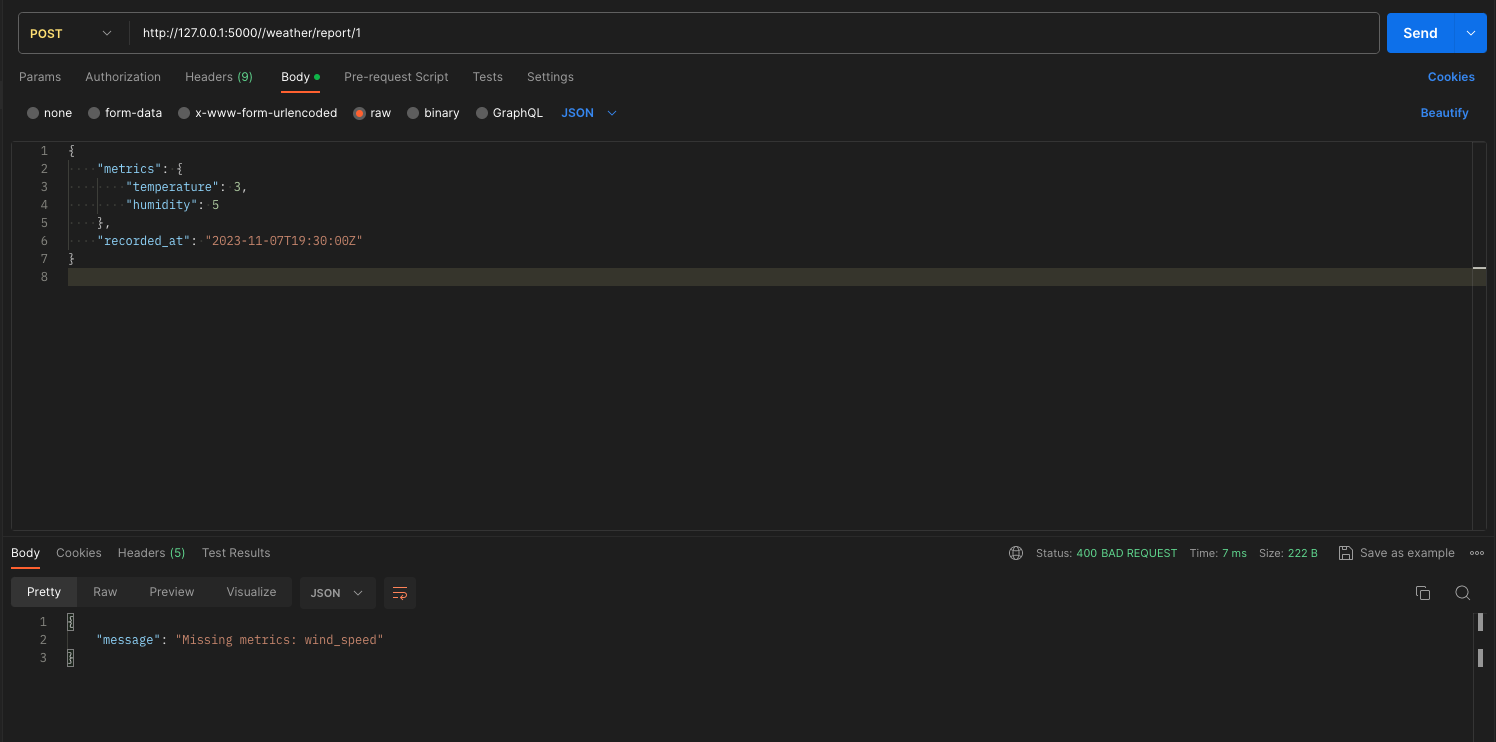 POST http://127.0.0.1:5000//weather/report/1 Send
Params Authorization Headers (9) Body Pre-request Script Tests Settings Cookies
none form-data x-www-form-urlencoded raw binary GraphQL JSON Beautify
1 {
2 "metrics": {
3 "temperature": 3,
4 "humidity": 5
5 },
6 "recorded_at": "2023-11-07T19:30:00Z"
7 }
8
Body Cookies Headers (5) Test Results Status: 400 BAD REQUEST Time: 7 ms Size: 222 B Save as example
Pretty Raw Preview Visualize JSON
1 {
2 "message": "Missing metrics: wind_speed"
3 }